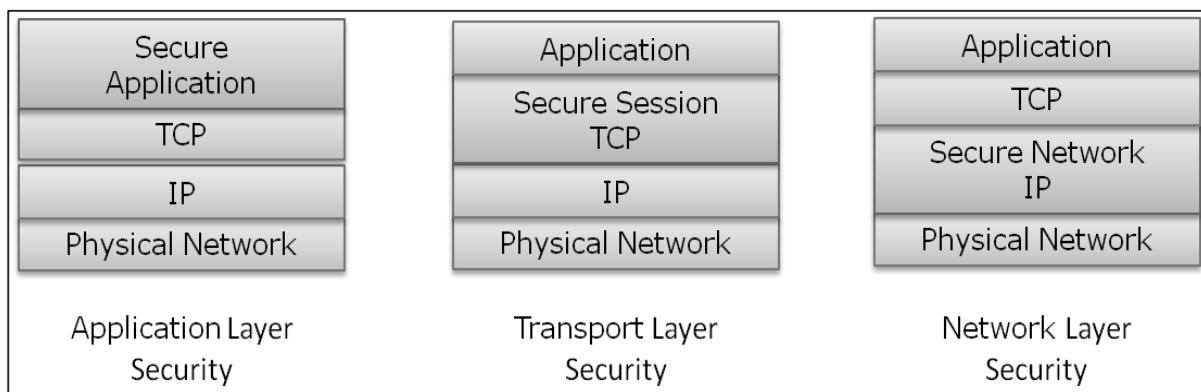 Secure
Application
TCP
IP
Physical Network
Application Layer
Security
Application
Secure Session
TCP
IP
Physical Network
Transport Layer
Security
Application
TCP
Secure Network
IP
Physical Network
Network Layer
Security